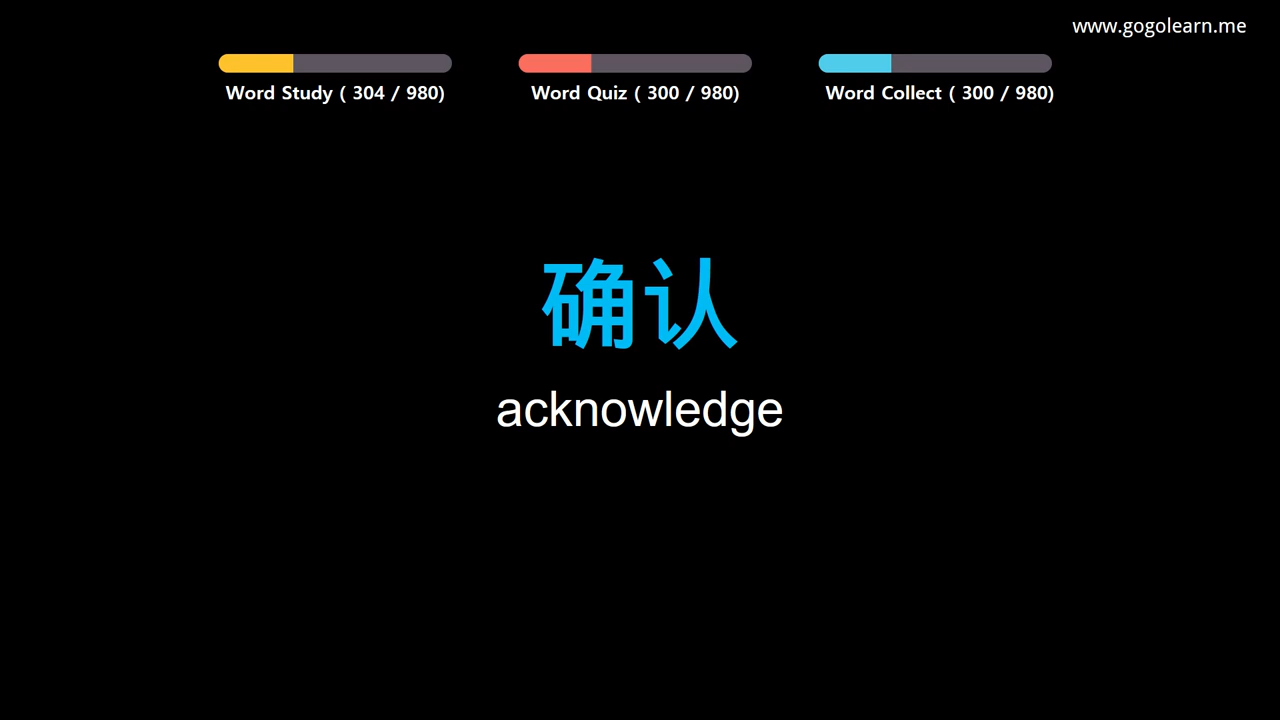 www.gogolearn.me
Word Study ( 304 / 980)
Word Quiz ( 300 / 980)
Word Collect ( 300 / 980)
确认
acknowledge